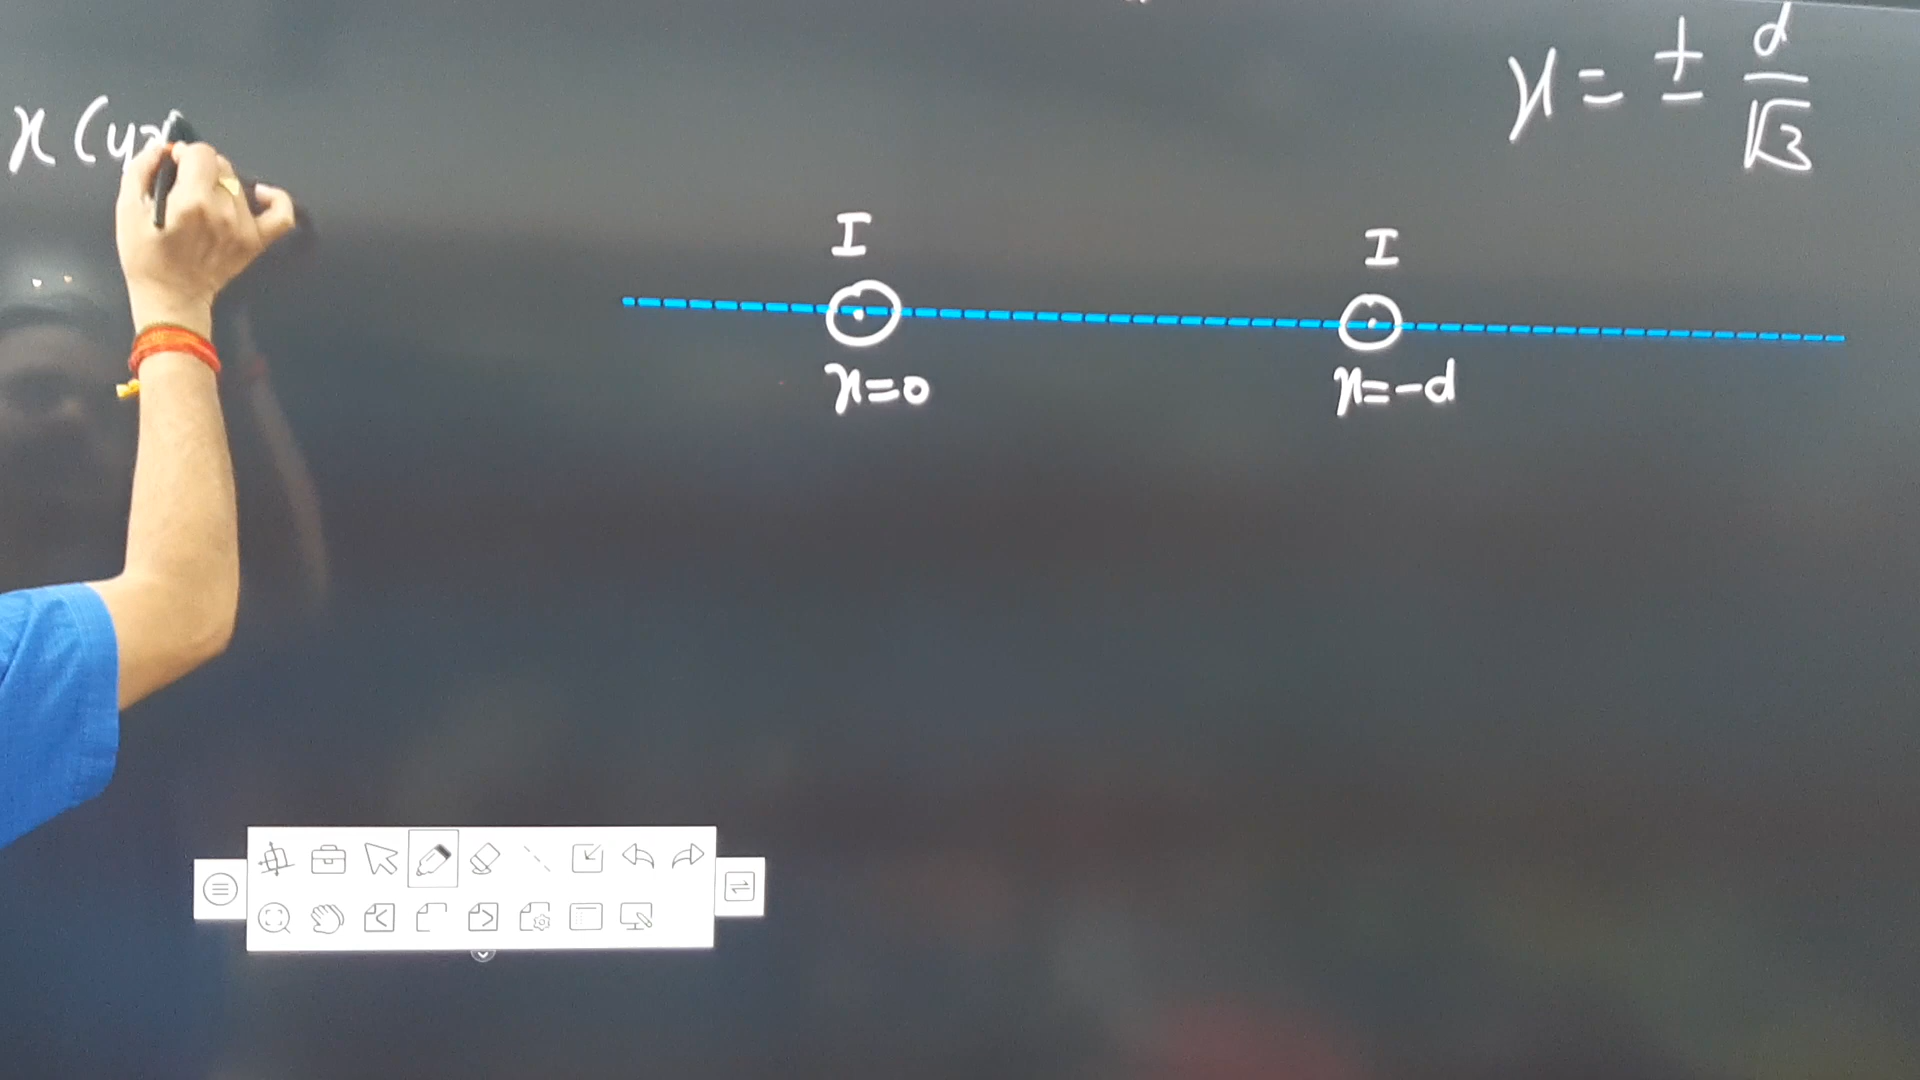 x = ± d/√3
x (y
I
I
x=0
x=-d